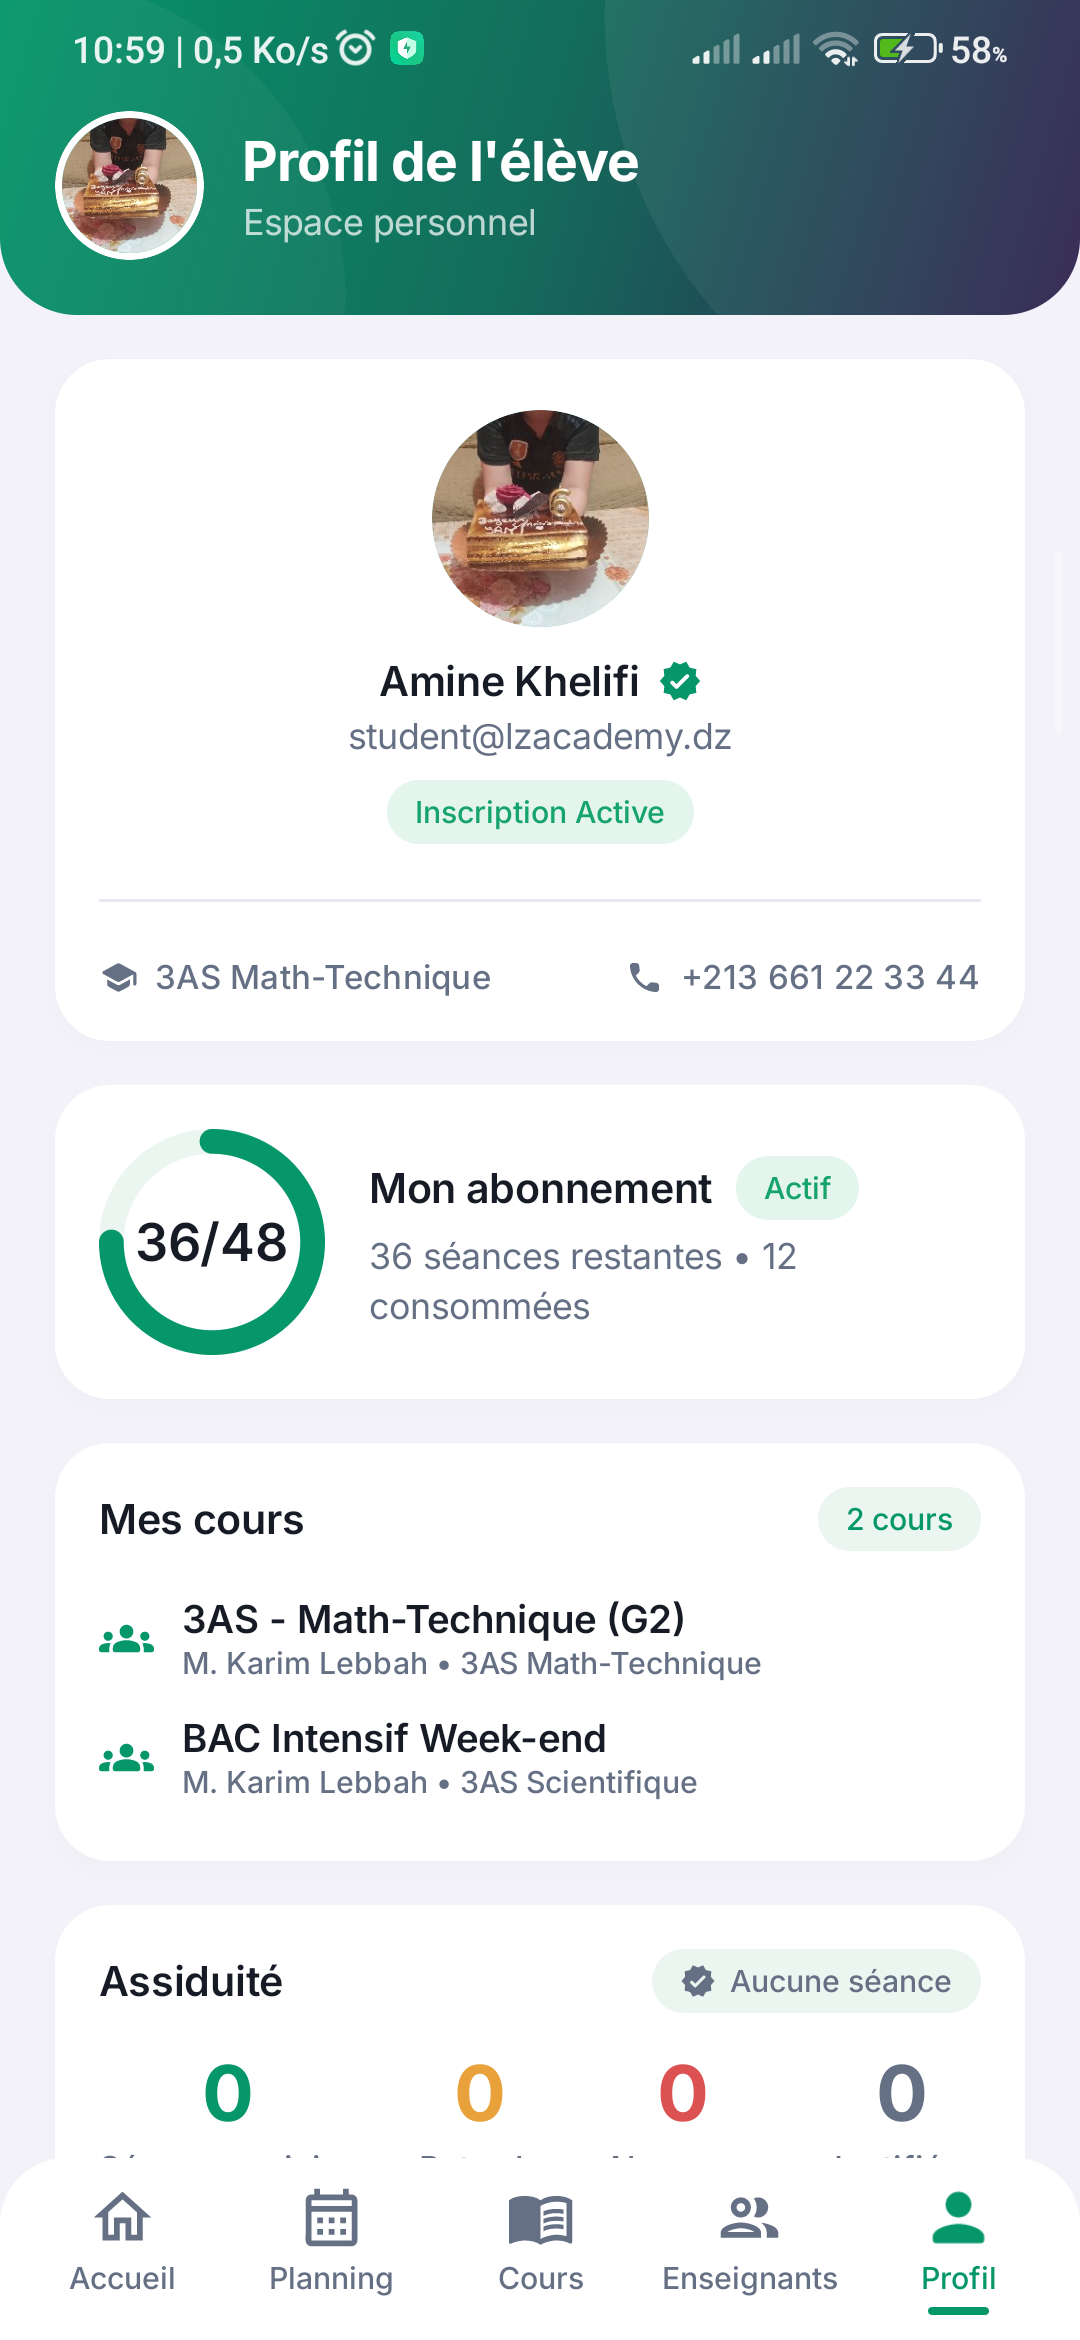 10:59 | 0,5 Ko/s
58%
Profil de l'élève
Espace personnel
6
Joyeux Anniversaire
Amine Khelifi
student@lzacademy.dz
Inscription Active
3AS Math-Technique
+213 661 22 33 44
36/48
Mon abonnement
Actif
36 séances restantes • 12
consommées
Mes cours
2 cours
3AS - Math-Technique (G2)
M. Karim Lebbah • 3AS Math-Technique
BAC Intensif Week-end
M. Karim Lebbah • 3AS Scientifique
Assiduité
Aucune séance
0 0 0 0
Accueil
Planning
Cours
Enseignants
Profil